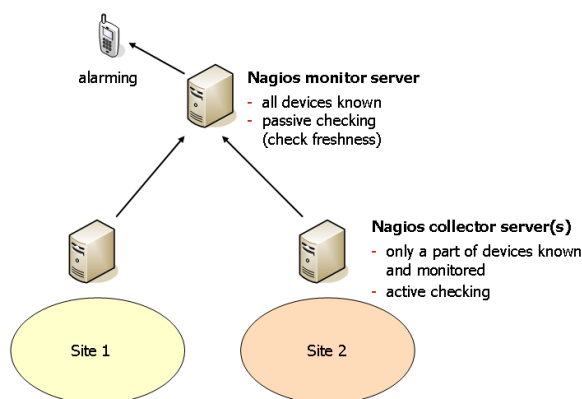 alarming
Nagios monitor server
- all devices known
- passive checking
(check freshness)
Nagios collector server(s)
- only a part of devices known
and monitored
- active checking
Site 1
Site 2